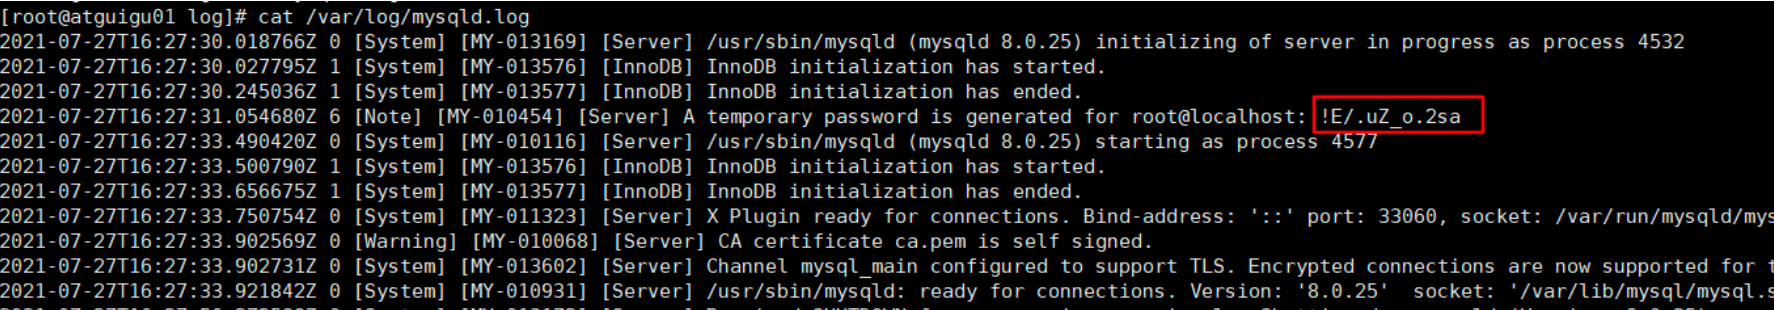 [root@atguigu01 log]# cat /var/log/mysqld.log
2021-07-27T16:27:30.018766Z 0 [System] [MY-013169] [Server] /usr/sbin/mysqld (mysqld 8.0.25) initializing of server in progress as process 4532
2021-07-27T16:27:30.027795Z 1 [System] [MY-013576] [InnoDB] InnoDB initialization has started.
2021-07-27T16:27:30.245036Z 1 [System] [MY-013577] [InnoDB] InnoDB initialization has ended.
2021-07-27T16:27:31.054680Z 6 [Note] [MY-010454] [Server] A temporary password is generated for root@localhost: !E/.uZ_o.2sa
2021-07-27T16:27:33.490420Z 0 [System] [MY-010116] [Server] /usr/sbin/mysqld (mysqld 8.0.25) starting as process 4577
2021-07-27T16:27:33.500790Z 1 [System] [MY-013576] [InnoDB] InnoDB initialization has started.
2021-07-27T16:27:33.656675Z 1 [System] [MY-013577] [InnoDB] InnoDB initialization has ended.
2021-07-27T16:27:33.750754Z 0 [System] [MY-011323] [Server] X Plugin ready for connections. Bind-address: '::' port: 33060, socket: /var/run/mysqld/mys
2021-07-27T16:27:33.902569Z 0 [Warning] [MY-010068] [Server] CA certificate ca.pem is self signed.
2021-07-27T16:27:33.902731Z 0 [System] [MY-013602] [Server] Channel mysql_main configured to support TLS. Encrypted connections are now supported for t
2021-07-27T16:27:33.921842Z 0 [System] [MY-010931] [Server] /usr/sbin/mysqld: ready for connections. Version: '8.0.25'  socket: '/var/lib/mysql/mysql.s